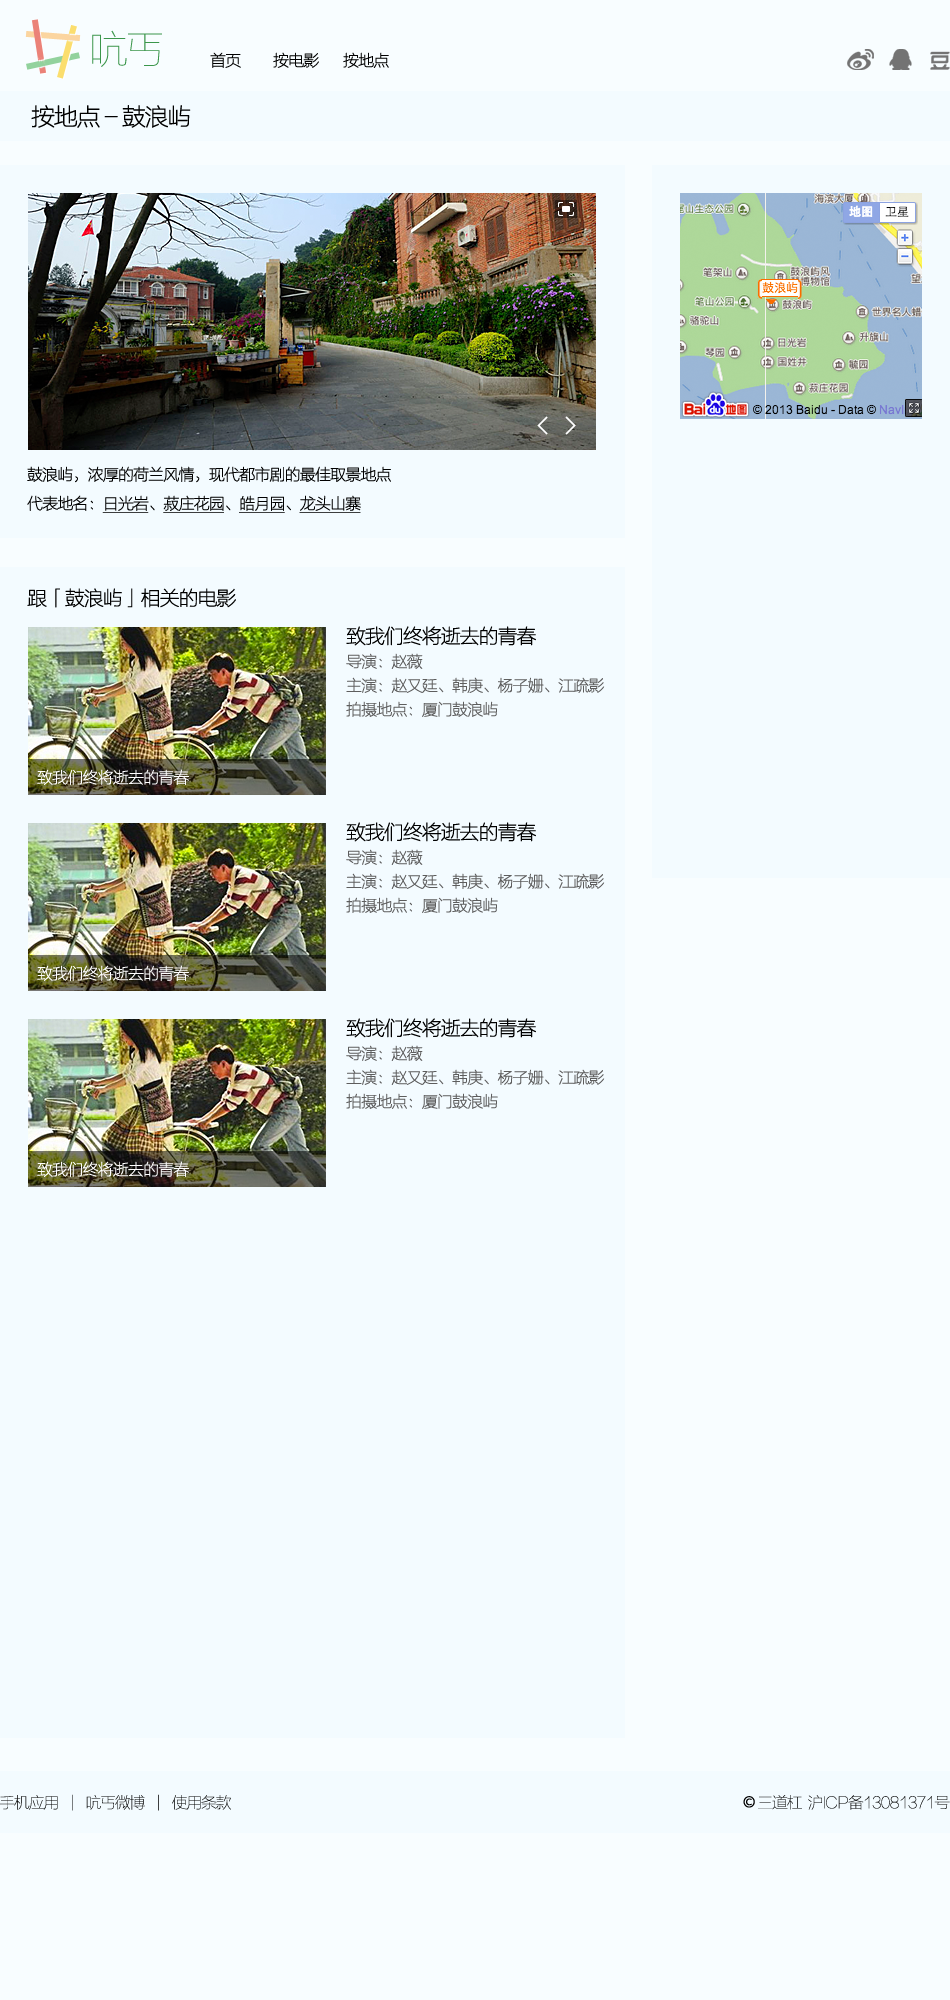 吭丐
首页 按电影 按地点
豆
按地点－鼓浪屿
海滨大厦
地图 卫星
笔架山
鼓浪屿风
博物馆
鼓浪屿
望
笔山公园
鼓浪屿
世界名人蜡
骆驼山
日光岩
升旗山
琴园
国姓井
毓园
菽庄花园
Bai 地图 © 2013 Baidu - Data © Navi
鼓浪屿，浓厚的荷兰风情，现代都市剧的最佳取景地点
代表地名：日光岩、菽庄花园、皓月园、龙头山寨
跟「鼓浪屿」相关的电影
致我们终将逝去的青春
导演：赵薇
主演：赵又廷、韩庚、杨子姗、江疏影
拍摄地点：厦门鼓浪屿
致我们终将逝去的青春
致我们终将逝去的青春
导演：赵薇
主演：赵又廷、韩庚、杨子姗、江疏影
拍摄地点：厦门鼓浪屿
致我们终将逝去的青春
致我们终将逝去的青春
导演：赵薇
主演：赵又廷、韩庚、杨子姗、江疏影
拍摄地点：厦门鼓浪屿
致我们终将逝去的青春
手机应用 | 吭丐微博 | 使用条款
© 三道杠 沪ICP备13081371号